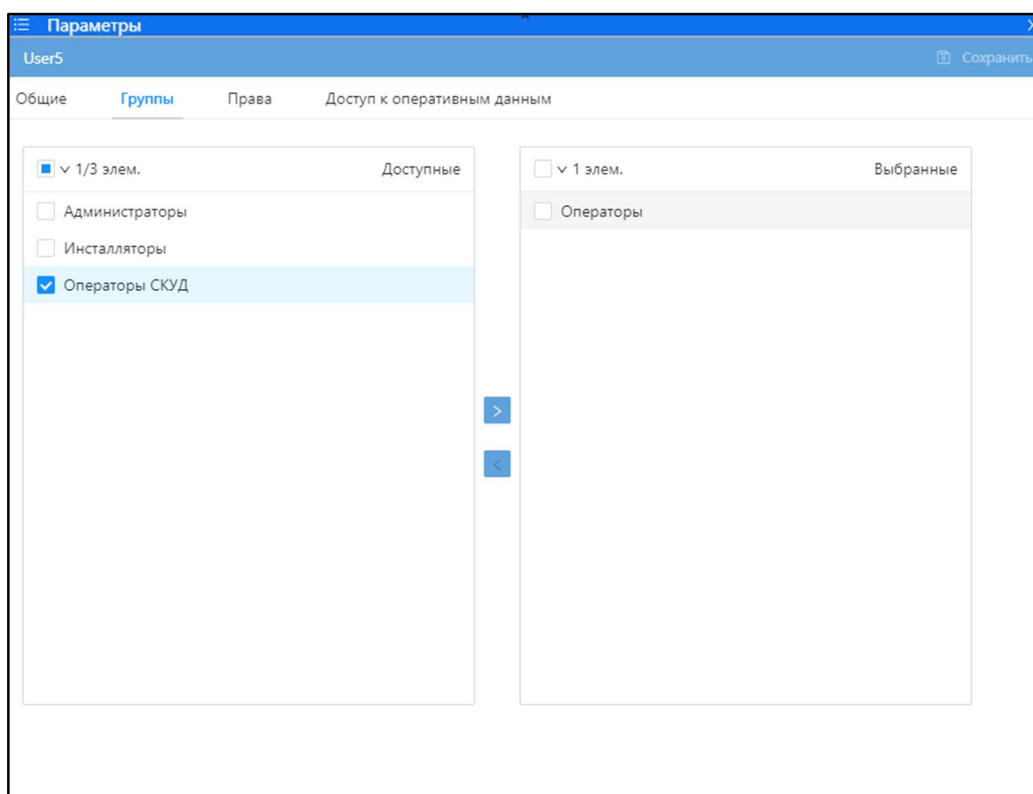 Параметры
User5 Сохранить
Общие Группы Права Доступ к оперативным данным
1/3 элем. Доступные
1 элем. Выбранные
Администраторы
Операторы
Инсталляторы
Операторы СКУД